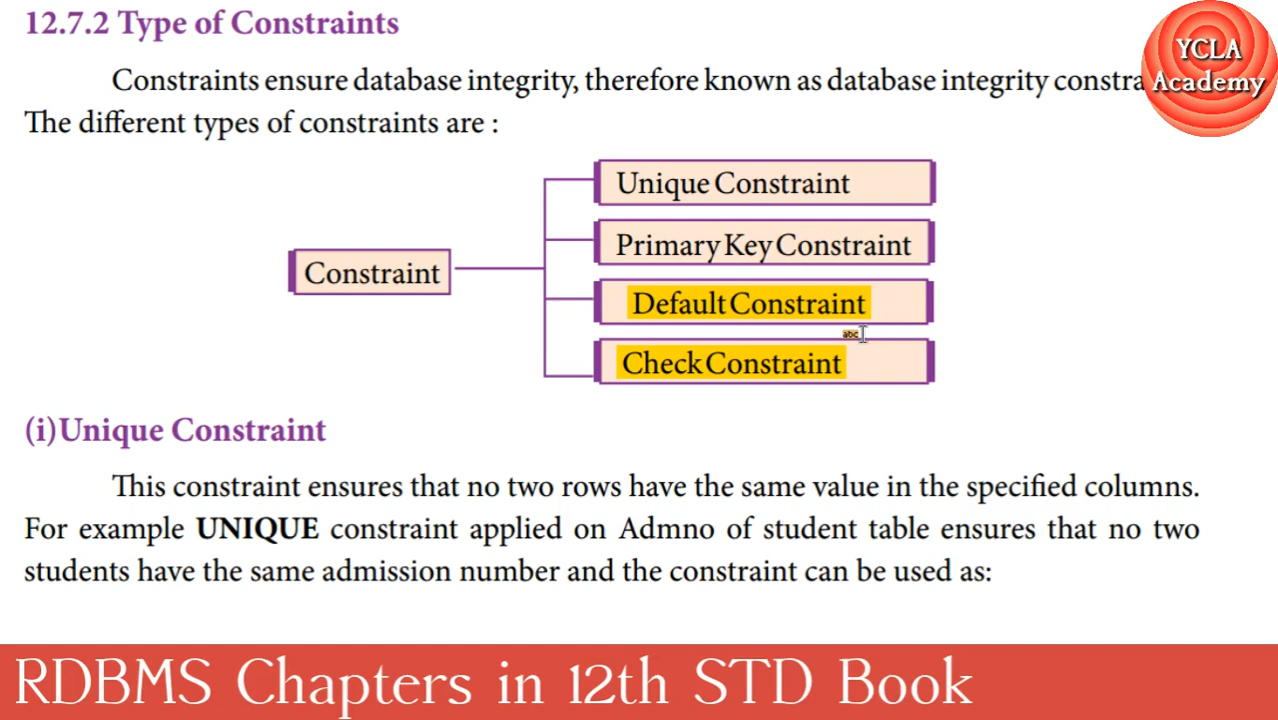 12.7.2 Type of Constraints
YCLA
Academy
Constraints ensure database integrity, therefore known as database integrity
The different types of constraints are :
Unique Constraint
Primary Key Constraint
Constraint
Default Constraint
abc
Check Constraint
(i)Unique Constraint
This constraint ensures that no two rows have the same value in the specified columns.
For example UNIQUE constraint applied on Admno of student table ensures that no two
students have the same admission number and the constraint can be used as:
RDBMS Chapters in 12th STD Book